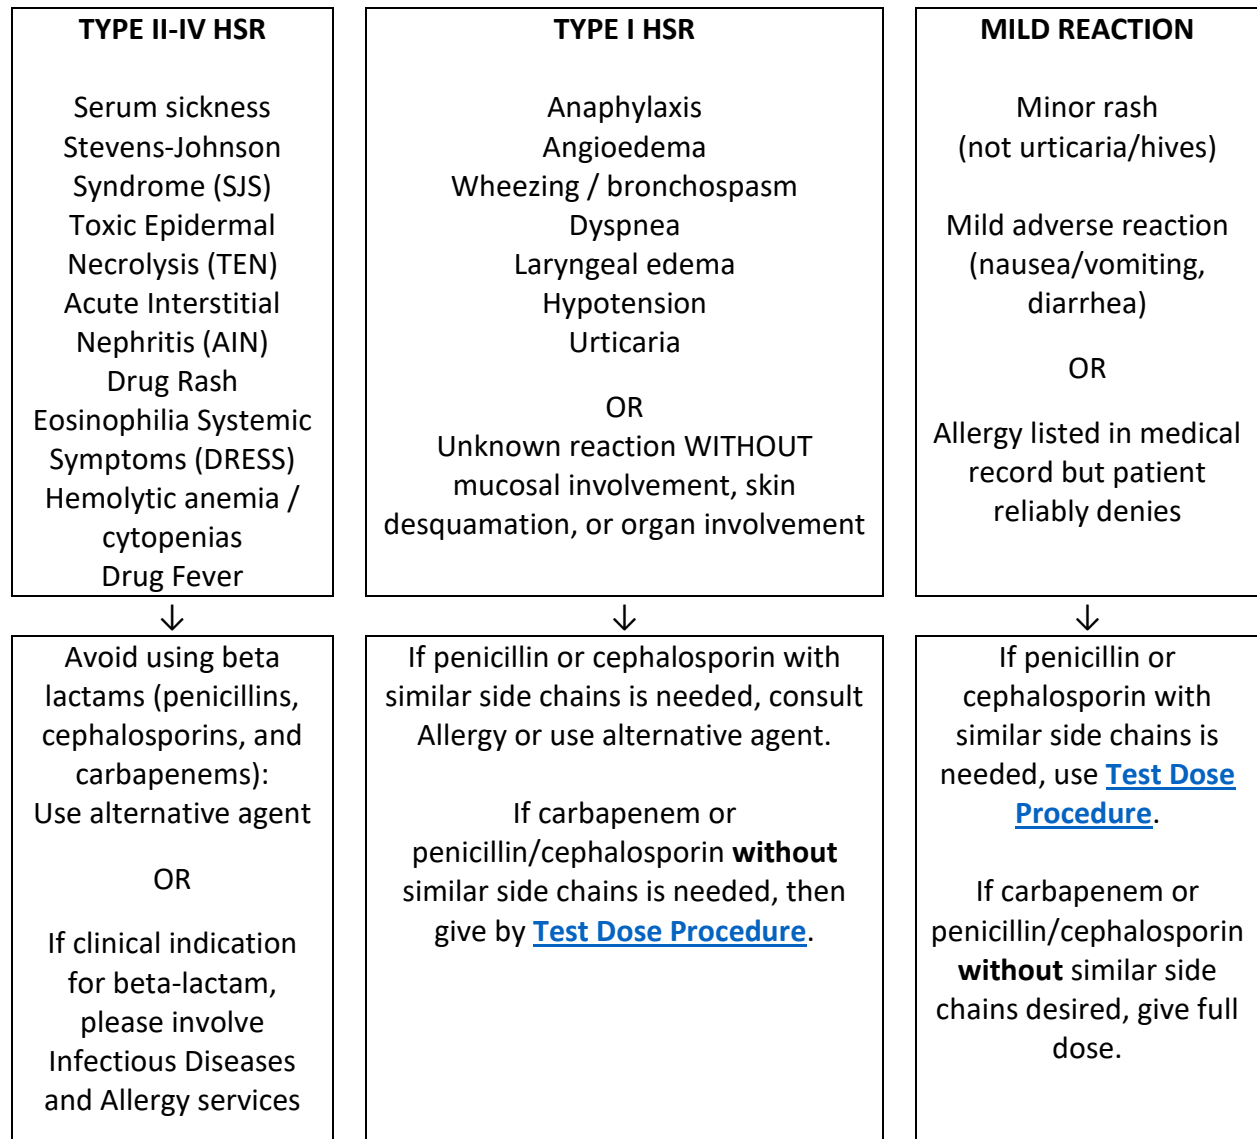 TYPE II-IV HSR
Serum sickness
Stevens-Johnson
Syndrome (SJS)
Toxic Epidermal
Necrolysis (TEN)
Acute Interstitial
Nephritis (AIN)
Drug Rash
Eosinophilia Systemic
Symptoms (DRESS)
Hemolytic anemia /
cytopenias
Drug Fever
↓
Avoid using beta
lactams (penicillins,
cephalosporins, and
carbapenems):
Use alternative agent
OR
If clinical indication
for beta-lactam,
please involve
Infectious Diseases
and Allergy services
TYPE I HSR
Anaphylaxis
Angioedema
Wheezing / bronchospasm
Dyspnea
Laryngeal edema
Hypotension
Urticaria
OR
Unknown reaction WITHOUT
mucosal involvement, skin
desquamation, or organ involvement
↓
If penicillin or cephalosporin with
similar side chains is needed, consult
Allergy or use alternative agent.
If carbapenem or
penicillin/cephalosporin without
similar side chains is needed, then
give by Test Dose Procedure.
MILD REACTION
Minor rash
(not urticaria/hives)
Mild adverse reaction
(nausea/vomiting,
diarrhea)
OR
Allergy listed in medical
record but patient
reliably denies
↓
If penicillin or
cephalosporin with
similar side chains is
needed, use Test Dose
Procedure.
If carbapenem or
penicillin/cephalosporin
without similar side
chains desired, give full
dose.